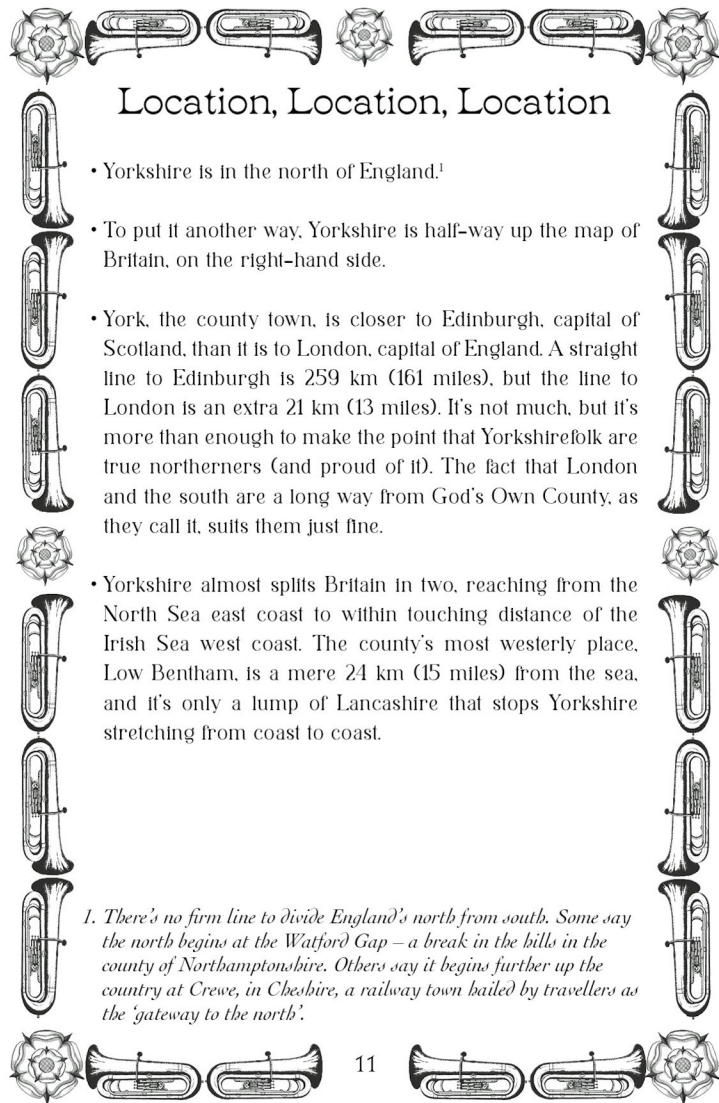 Location, Location, Location
• Yorkshire is in the north of England.¹
• To put it another way, Yorkshire is half-way up the map of
Britain, on the right-hand side.
• York, the county town, is closer to Edinburgh, capital of
Scotland, than it is to London, capital of England. A straight
line to Edinburgh is 259 km (161 miles), but the line to
London is an extra 21 km (13 miles). It's not much, but it's
more than enough to make the point that Yorkshirefolk are
true northerners (and proud of it). The fact that London
and the south are a long way from God's Own County, as
they call it, suits them just fine.
• Yorkshire almost splits Britain in two, reaching from the
North Sea east coast to within touching distance of the
Irish Sea west coast. The county's most westerly place,
Low Bentham, is a mere 24 km (15 miles) from the sea,
and it's only a lump of Lancashire that stops Yorkshire
stretching from coast to coast.
1. There's no firm line to divide England's north from south. Some say
the north begins at the Watford Gap – a break in the hills in the
county of Northamptonshire. Others say it begins further up the
country at Crewe, in Cheshire, a railway town hailed by travellers as
the 'gateway to the north'.
11